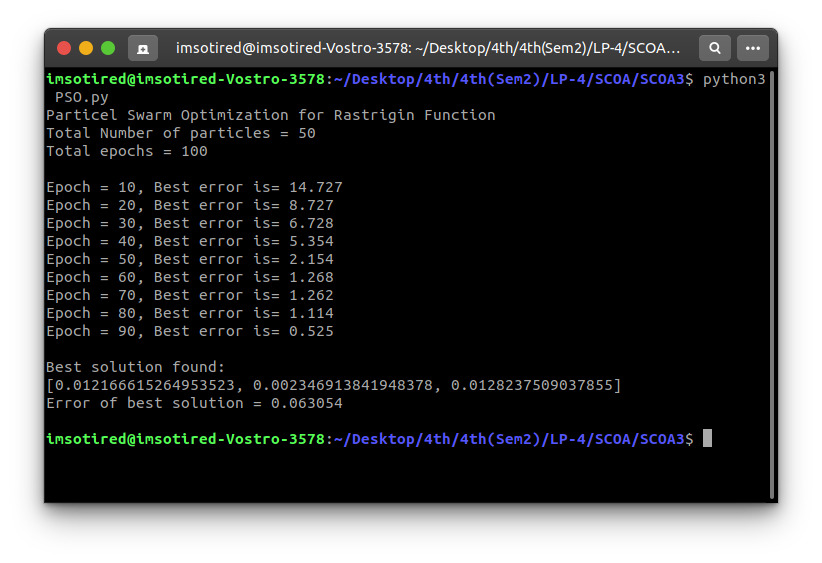 imsotired@imsotired-Vostro-3578: ~/Desktop/4th/4th(Sem2)/LP-4/SCOA…
imsotired@imsotired-Vostro-3578:~/Desktop/4th/4th(Sem2)/LP-4/SCOA/SCOA3$ python3
PSO.py
Particel Swarm Optimization for Rastrigin Function
Total Number of particles = 50
Total epochs = 100
Epoch = 10, Best error is= 14.727
Epoch = 20, Best error is= 8.727
Epoch = 30, Best error is= 6.728
Epoch = 40, Best error is= 5.354
Epoch = 50, Best error is= 2.154
Epoch = 60, Best error is= 1.268
Epoch = 70, Best error is= 1.262
Epoch = 80, Best error is= 1.114
Epoch = 90, Best error is= 0.525
Best solution found:
[0.012166615264953523, 0.002346913841948378, 0.0128237509037855]
Error of best solution = 0.063054
imsotired@imsotired-Vostro-3578:~/Desktop/4th/4th(Sem2)/LP-4/SCOA/SCOA3$